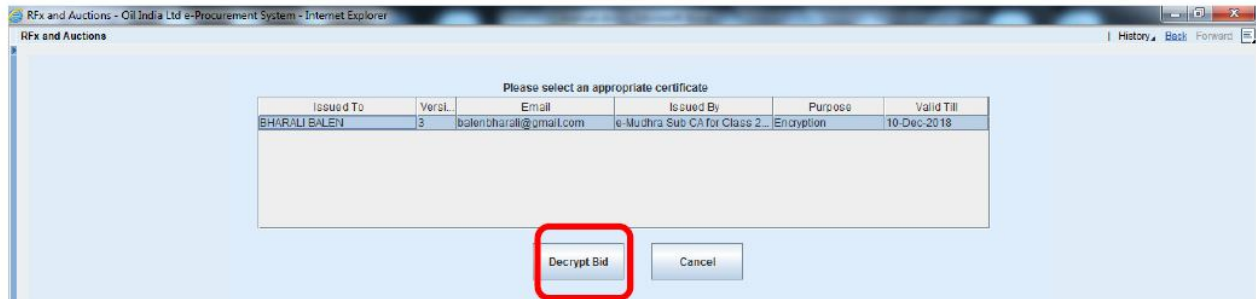 RFx and Auctions - Oil India Ltd e-Procurement System - Internet Explorer
RFx and Auctions | History Back Forward
Please select an appropriate certificate
Issued To Versi... Email Issued By Purpose Valid Till
BHARALI BALEN 3 balenbharali@gmail.com e-Mudhra Sub CA for Class 2... Encryption 10-Dec-2018
Decrypt Bid Cancel